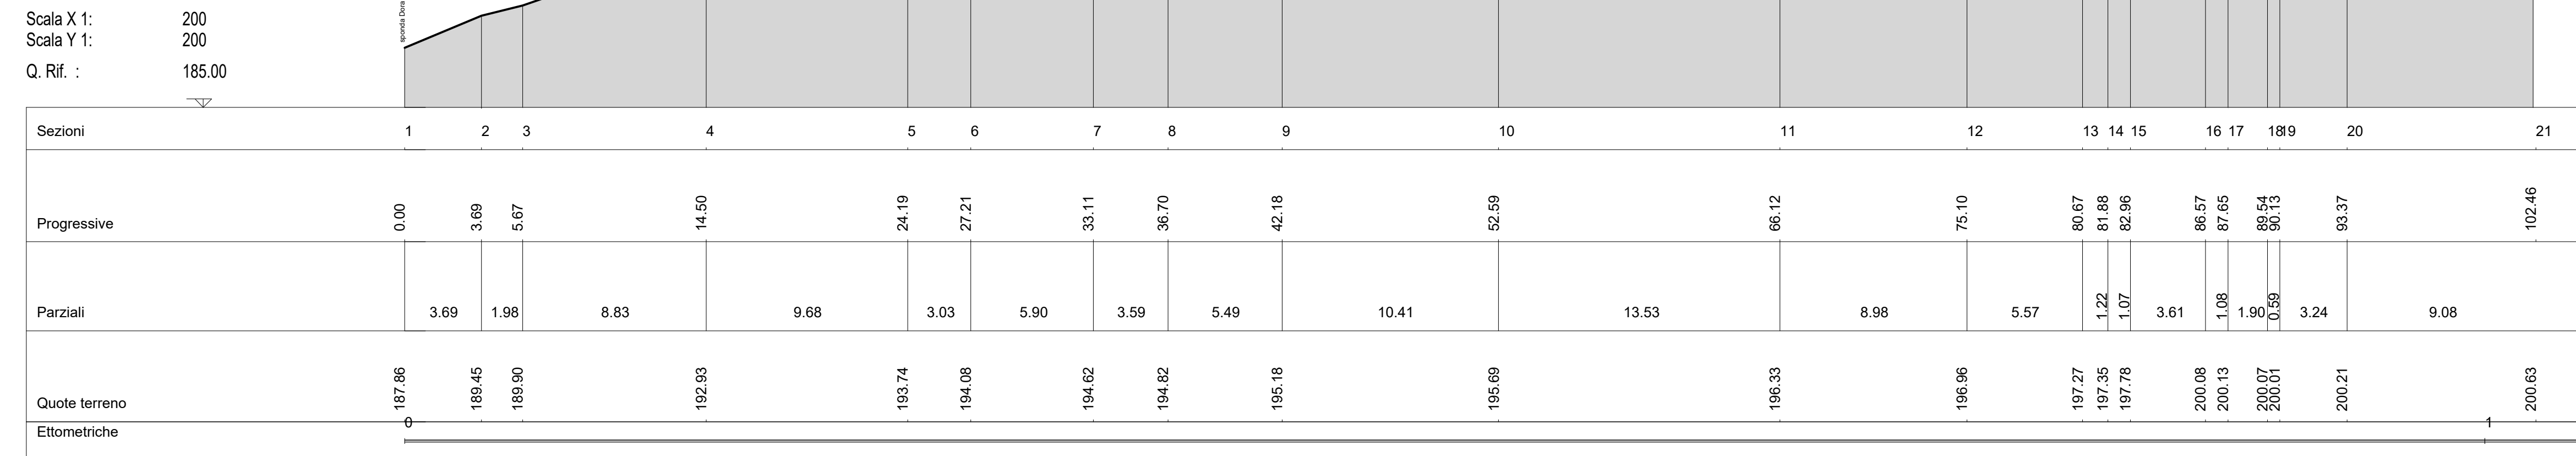 sponda Dora
Scala X 1: 200
Scala Y 1: 200
Q. Rif. : 185.00
Sezioni 1 2 3 4 5 6 7 8 9 10 11 12 13 14 15 16 17 18 19 20 21
Progressive 0.00 3.69 5.67 14.50 24.19 27.21 33.11 36.70 42.18 52.59 66.12 75.10 80.67 81.88 82.96 86.57 87.65 89.54 90.13 93.37 102.46
Parziali 3.69 1.98 8.83 9.68 3.03 5.90 3.59 5.49 10.41 13.53 8.98 5.57 1.22 1.07 3.61 1.08 1.90 0.59 3.24 9.08
Quote terreno 187.86 189.45 189.90 192.93 193.74 194.08 194.62 194.82 195.18 195.69 196.33 196.96 197.27 197.35 197.78 200.08 200.13 200.07 200.01 200.21 200.63
Ettometriche 0 1